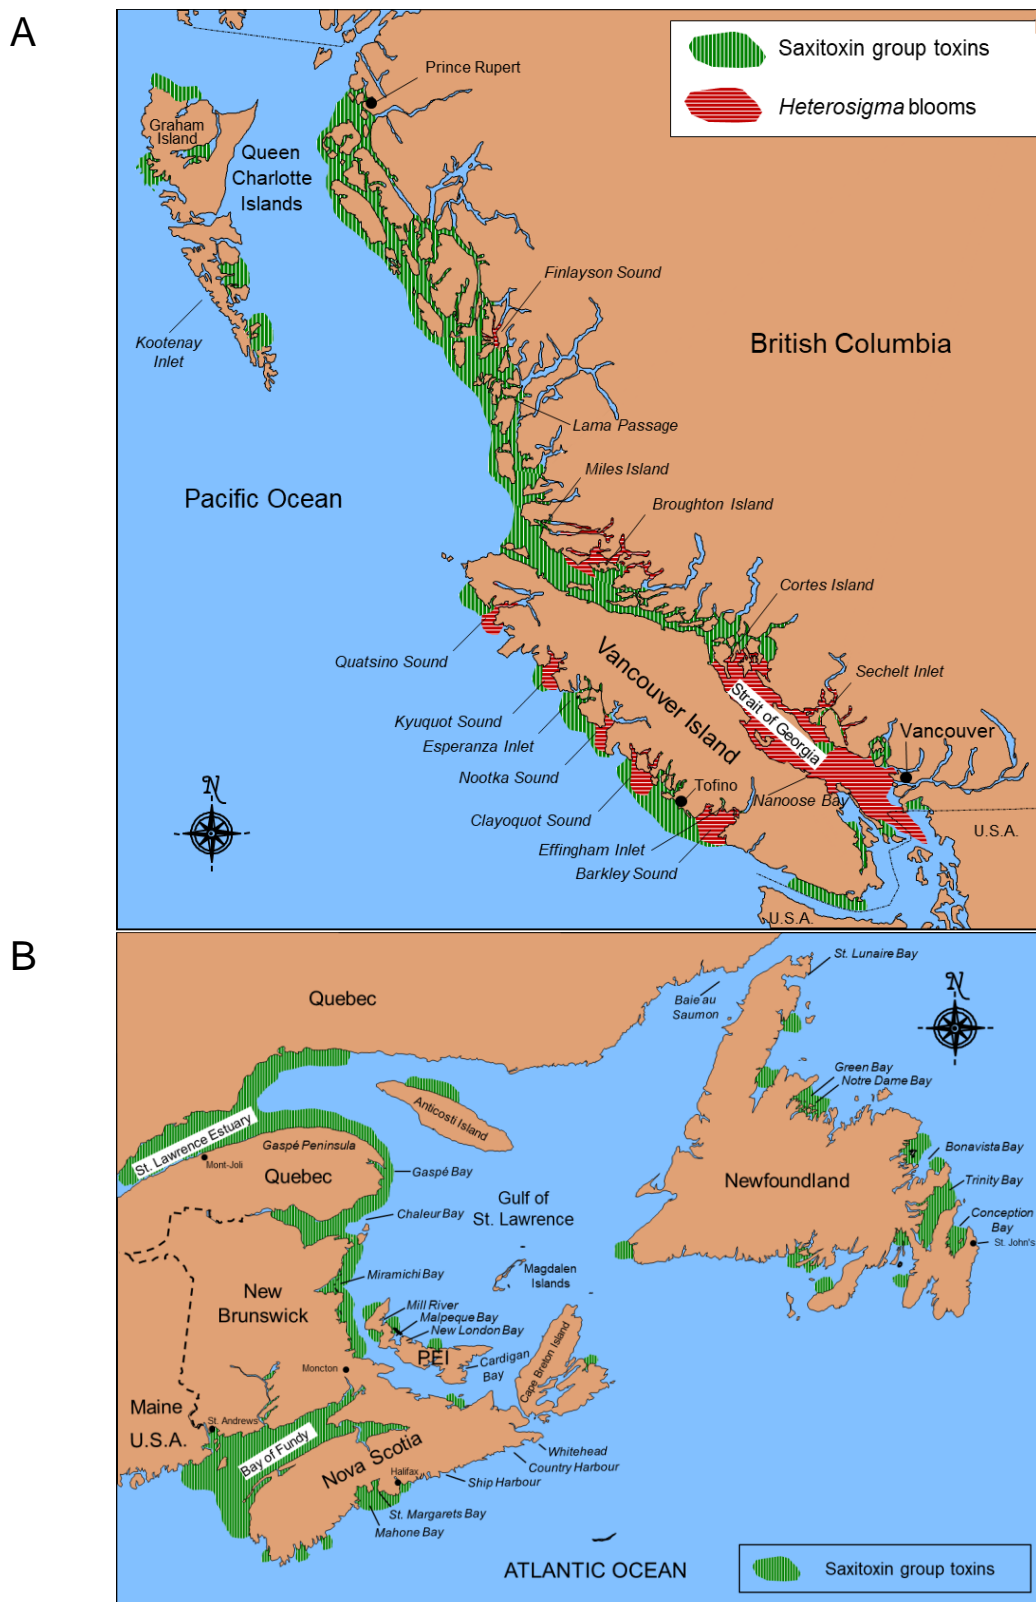 A
Saxitoxin group toxins
Heterosigma blooms
Prince Rupert
Graham
Island
Queen
Charlotte
Islands
Finlayson Sound
Kootenay
Inlet
British Columbia
Lama Passage
Miles Island
Pacific Ocean
Broughton Island
Cortes Island
Quatsino Sound
Vancouver Island
Sechelt Inlet
Strait of Georgia
Kyuquot Sound
Vancouver
Esperanza Inlet
Nootka Sound
N
Tofino
Nanoose Bay
Clayoquot Sound
U.S.A.
Effingham Inlet
Barkley Sound
U.S.A.
B
St. Lunaire Bay
Quebec
Baie au
Saumon
N
Green Bay
Notre Dame Bay
Anticosti Island
St. Lawrence Estuary
Gaspé Peninsula
Mont-Joli
Quebec
Gaspé Bay
Bonavista Bay
Newfoundland
Trinity Bay
Gulf of
St. Lawrence
Chaleur Bay
Conception
Bay
St. John's
Magdalen
Islands
Miramichi Bay
New
Brunswick
Mill River
Malpeque Bay
New London Bay
PEI
Cardigan
Bay
Cape Breton Island
Moncton
Maine
U.S.A.
St. Andrews
Bay of Fundy
Nova Scotia
Whitehead
Country Harbour
Halifax
Ship Harbour
St. Margarets Bay
Mahone Bay
ATLANTIC OCEAN
Saxitoxin group toxins